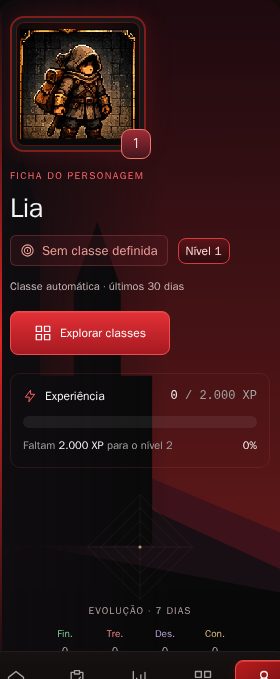 1
FICHA DO PERSONAGEM
Lia
Sem classe definida
Nível 1
Classe automática · últimos 30 dias
Explorar classes
Experiência
0 / 2.000 XP
Faltam 2.000 XP para o nível 2
0%
EVOLUÇÃO · 7 DIAS
Fin. Tre. Des. Con.